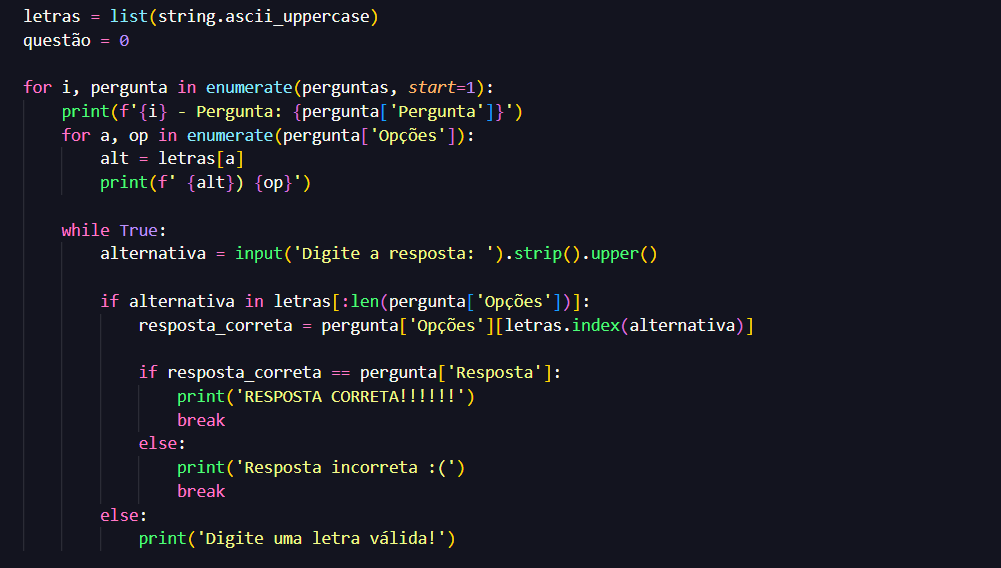 letras = list(string.ascii_uppercase)
questão = 0
for i, pergunta in enumerate(perguntas, start=1):
print(f'{i} - Pergunta: {pergunta['Pergunta']}')
for a, op in enumerate(pergunta['Opções']):
alt = letras[a]
print(f' {alt}) {op}')
while True:
alternativa = input('Digite a resposta: ').strip().upper()
if alternativa in letras[:len(pergunta['Opções'])]:
resposta_correta = pergunta['Opções'][letras.index(alternativa)]
if resposta_correta == pergunta['Resposta']:
print('RESPOSTA CORRETA!!!!!!')
break
else:
print('Resposta incorreta :(')
break
else:
print('Digite uma letra válida!')